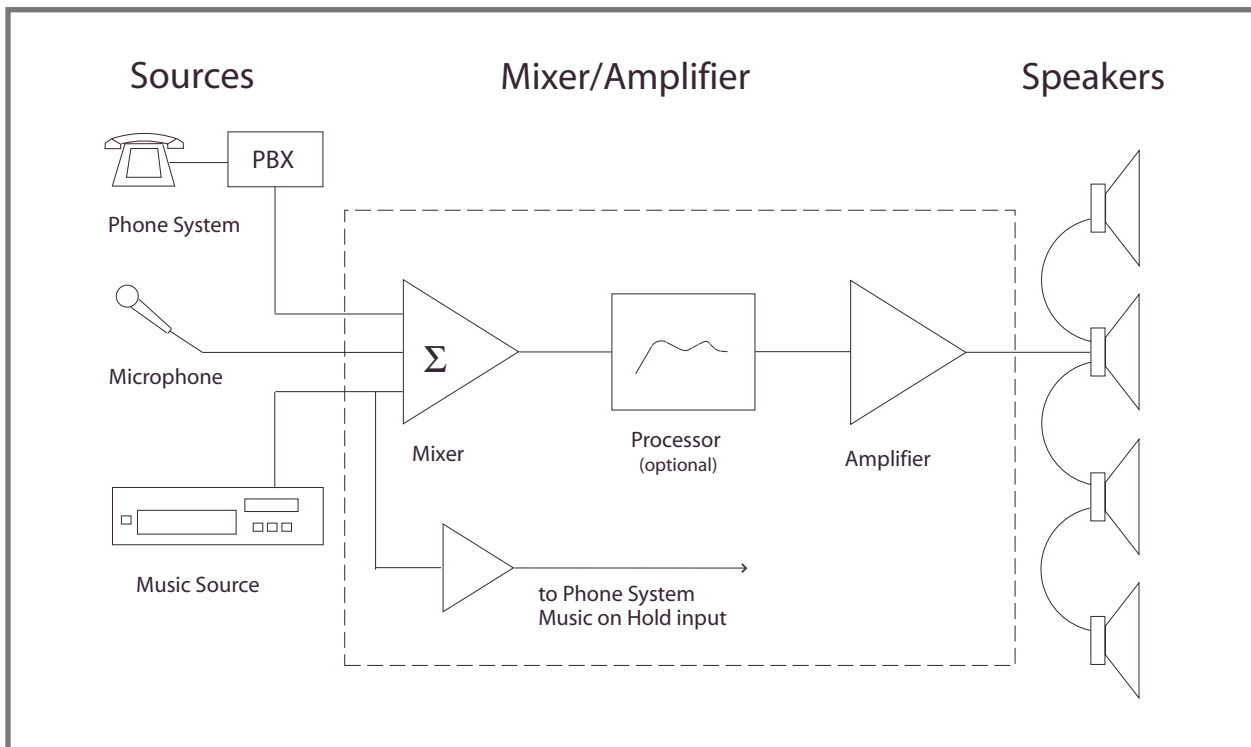 Sources
Mixer/Amplifier
Speakers
PBX
Phone System
Microphone
Σ
Mixer
Processor
(optional)
Amplifier
Music Source
to Phone System
Music on Hold input